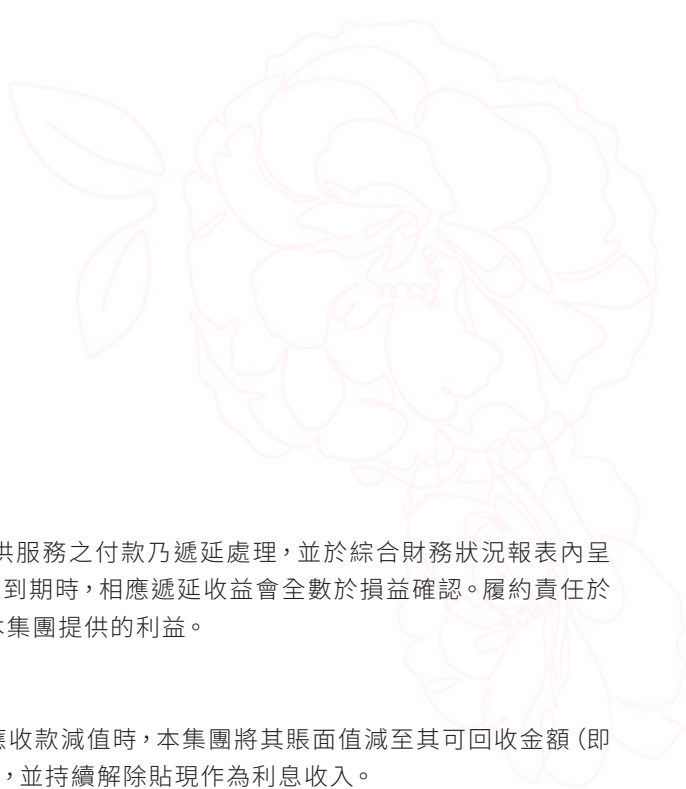 供服務之付款乃遞延處理，並於綜合財務狀況報表內呈
到期時，相應遞延收益會全數於損益確認。履約責任於
本集團提供的利益。
應收款減值時，本集團將其賬面值減至其可回收金額（即
，並持續解除貼現作為利息收入。